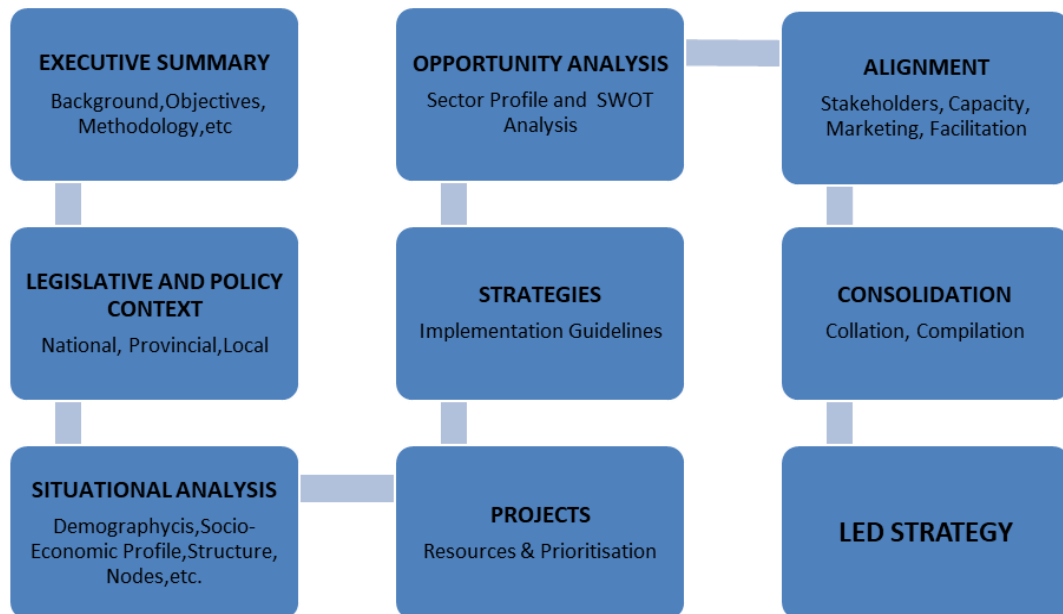 EXECUTIVE SUMMARY
Background,Objectives,
Methodology,etc
LEGISLATIVE AND POLICY
CONTEXT
National, Provincial,Local
SITUATIONAL ANALYSIS
Demographycis,Socio-
Economic Profile,Structure,
Nodes,etc.
PROJECTS
Resources & Prioritisation
STRATEGIES
Implementation Guidelines
OPPORTUNITY ANALYSIS
Sector Profile and SWOT
Analysis
ALIGNMENT
Stakeholders, Capacity,
Marketing, Facilitation
CONSOLIDATION
Collation, Compilation
LED STRATEGY